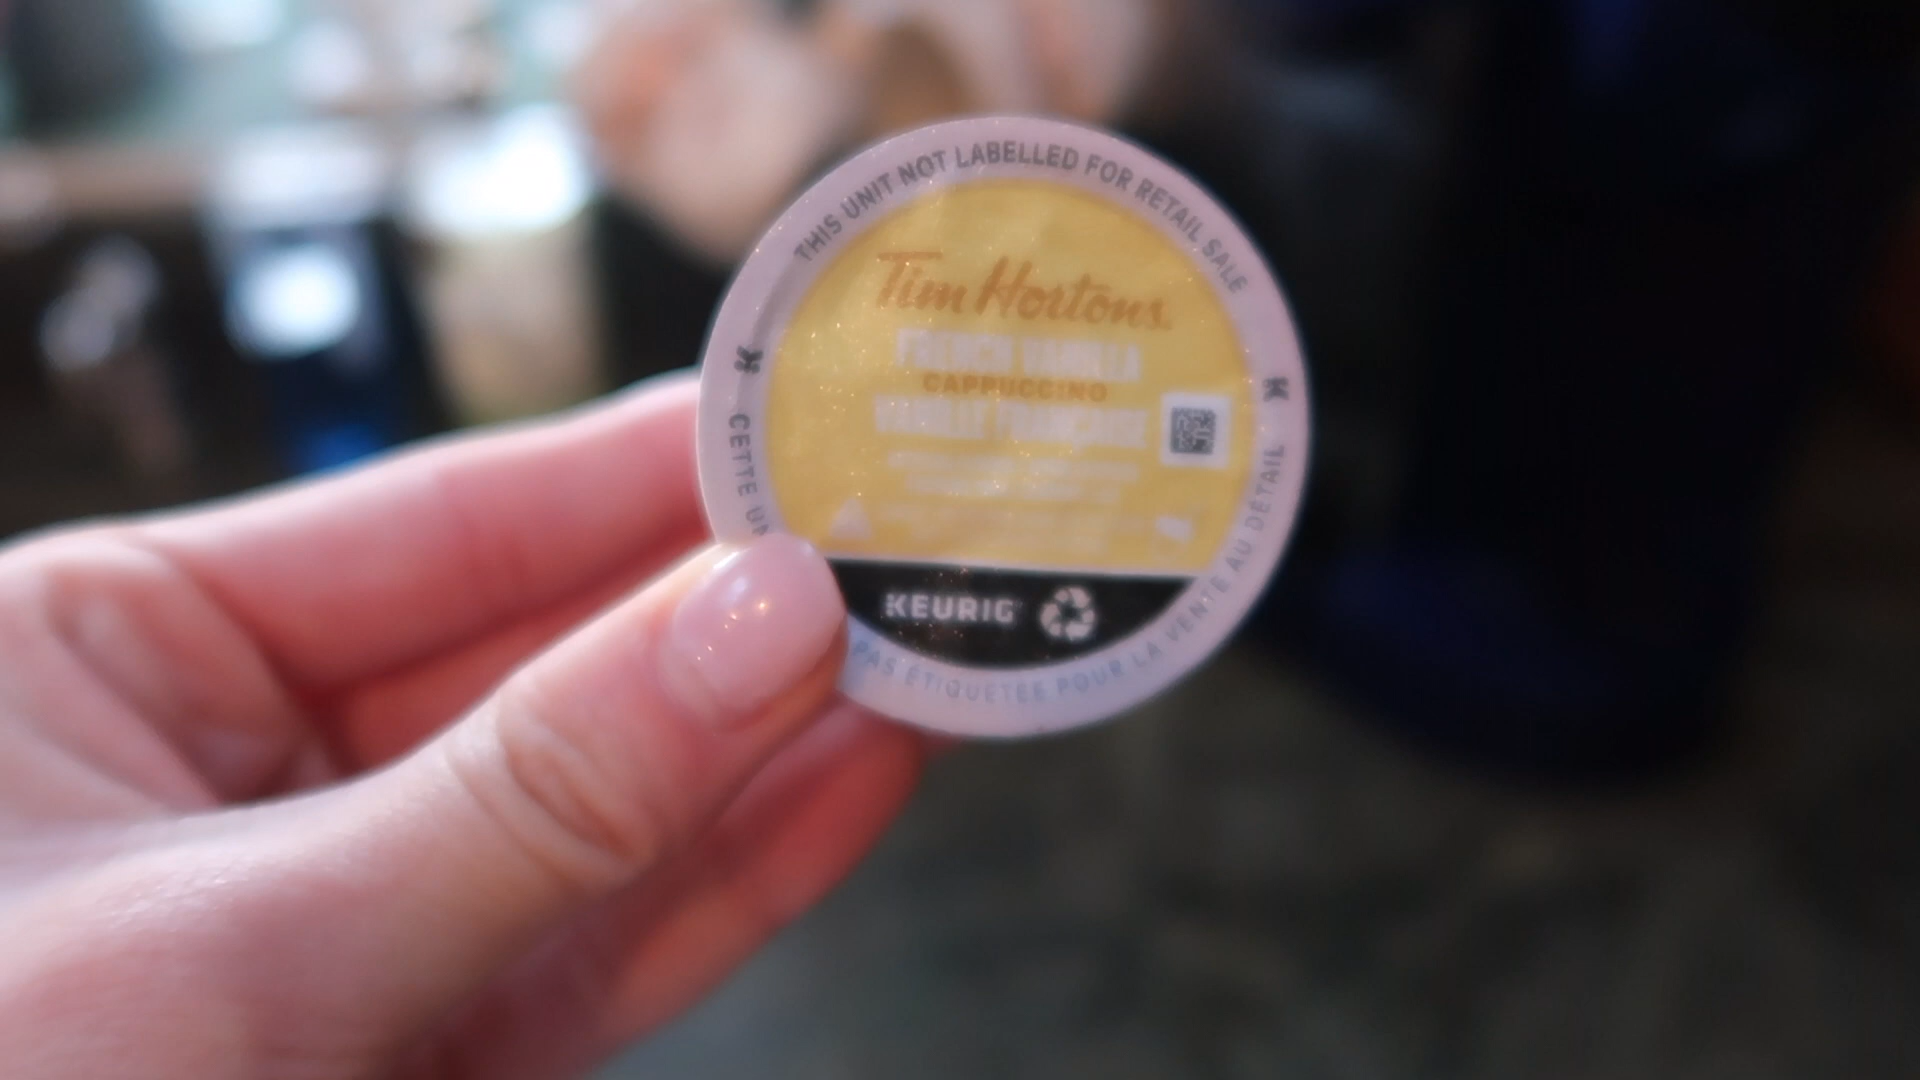 THIS UNIT NOT LABELLED FOR RETAIL SALE
Tim Hortons.
FRENCH VANILLA
CAPPUCCINO
VANILLE FRANÇAISE
KEURIG
CETTE UN
PAS ÉTIQUETÉE POUR LA VENTE AU DÉTAIL